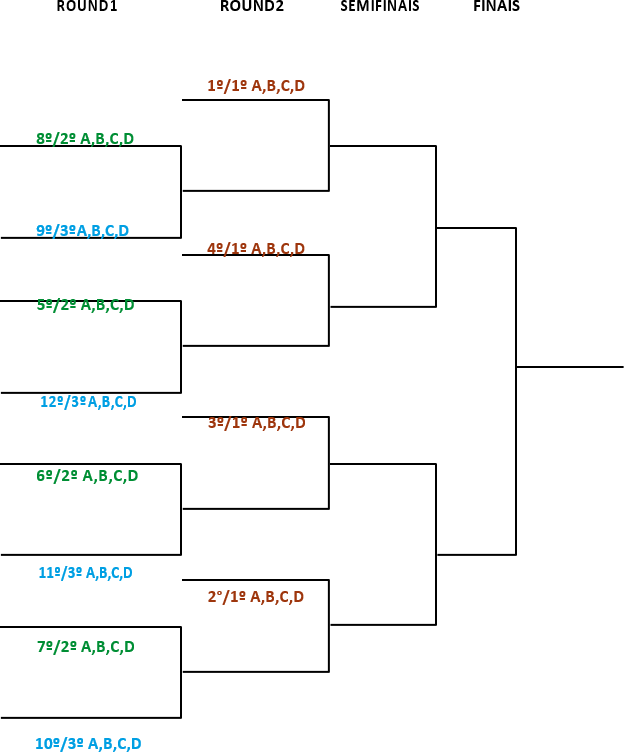 ROUND1 ROUND2 SEMIFINAIS FINAIS
1º/1º A,B,C,D
8º/2º A,B,C,D
9º/3ºA,B,C,D
4º/1º A,B,C,D
5º/2º A,B,C,D
12º/3ºA,B,C,D
3º/1º A,B,C,D
6º/2º A,B,C,D
11º/3º A,B,C,D
2°/1º A,B,C,D
7º/2º A,B,C,D
10º/3º A,B,C,D